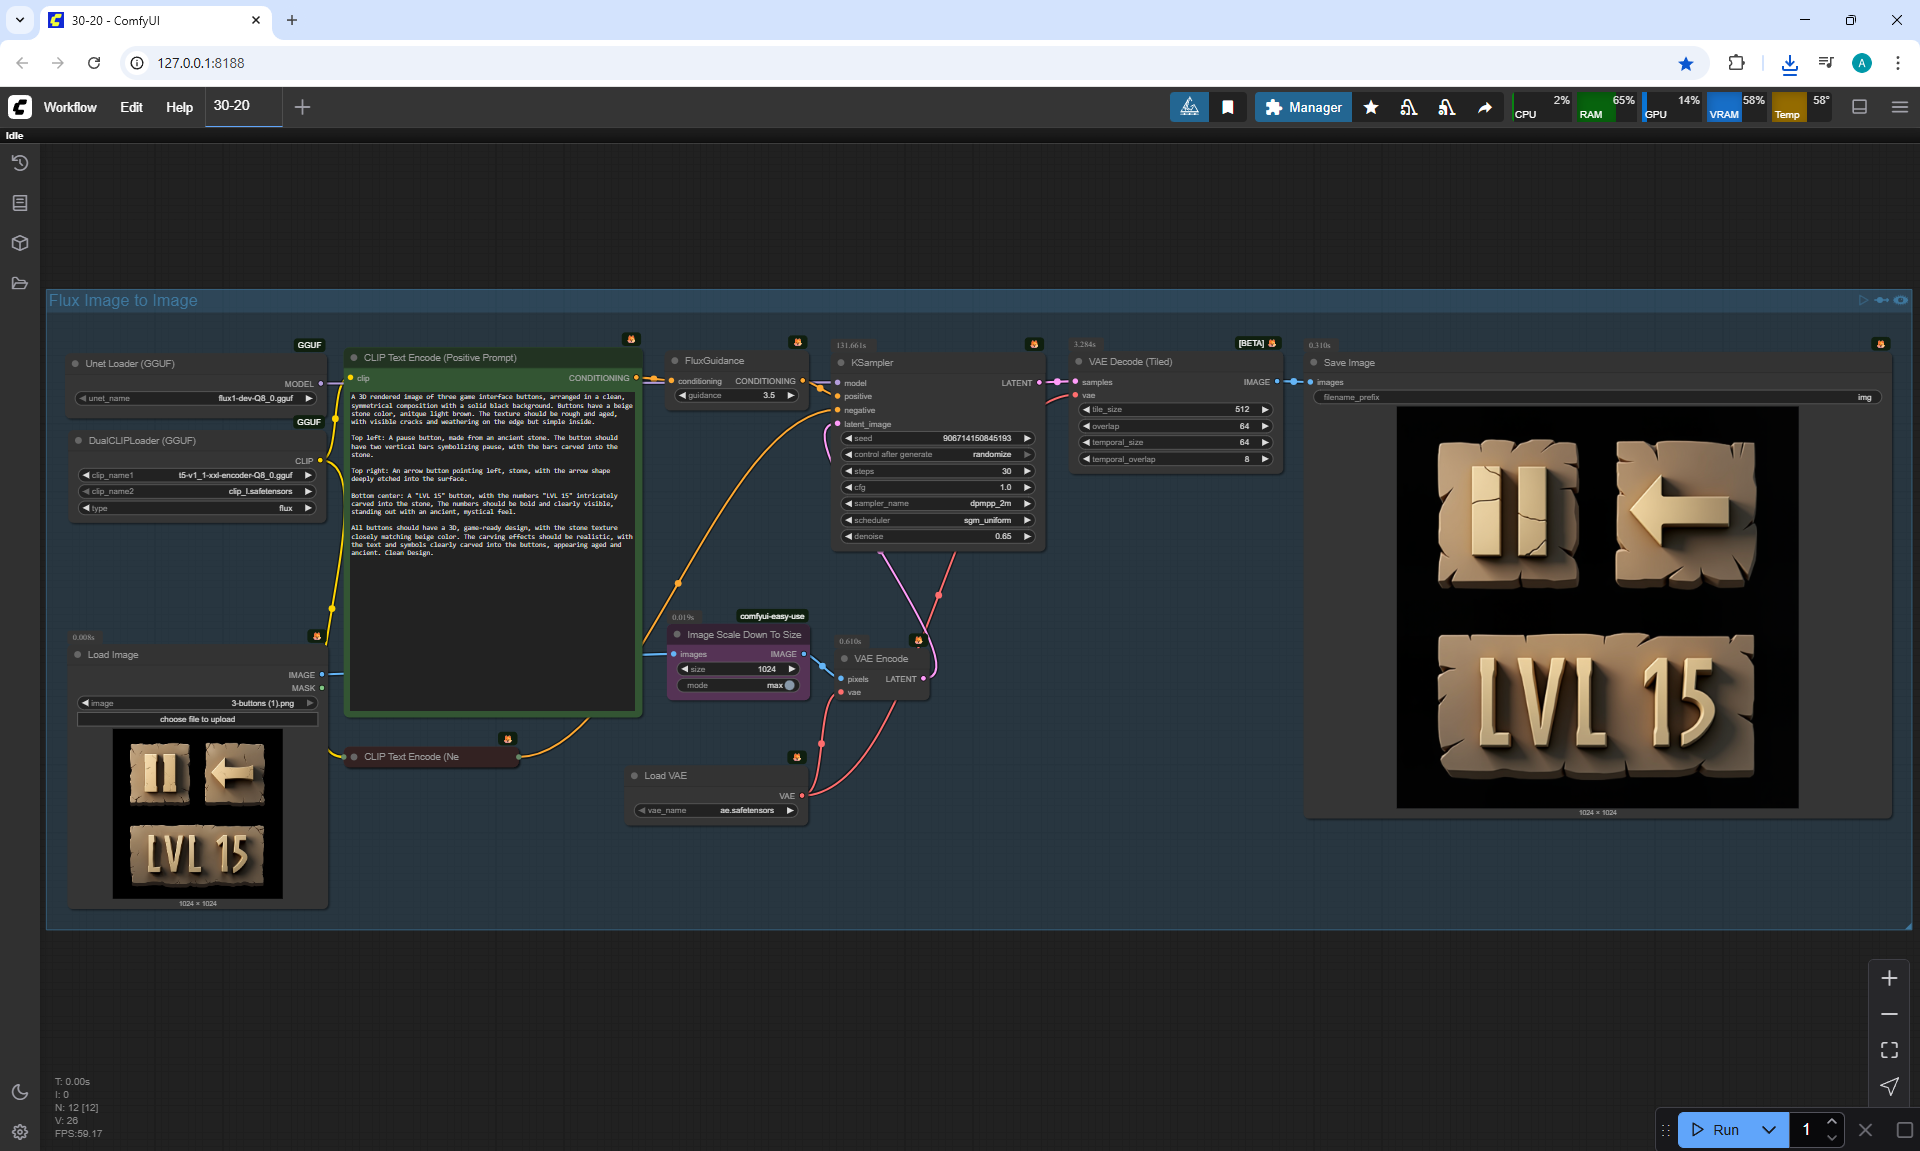 30-20 - ComfyUI
127.0.0.1:8188
A
Workflow
Edit
Help
30-20
Manager
CPU 2%
RAM 65%
GPU 14%
VRAM 58%
Temp 58°
Idle
Flux Image to Image
GGUF
Unet Loader (GGUF)
MODEL
unet_name flux1-dev-Q8_0.gguf
GGUF
DualCLIPLoader (GGUF)
CLIP
clip_name1 t5-v1_1-xxl-encoder-Q8_0.gguf
clip_name2 clip_l.safetensors
type flux
0.008s
Load Image
IMAGE
MASK
image 3-buttons (1).png
choose file to upload
LVL 15
1024 × 1024
CLIP Text Encode (Positive Prompt)
clip CONDITIONING
A 3D rendered image of three game interface buttons, arranged in a clean,
symmetrical composition with a solid black background. Buttons have a beige
stone color, anitque light brown. The texture should be rough and aged,
with visible cracks and weathering on the edge but simple inside.
Top left: A pause button, made from an ancient stone. The button should
have two vertical bars symbolizing pause, with the bars carved into the
stone.
Top right: An arrow button pointing left, stone, with the arrow shape
deeply etched into the surface.
Bottom center: A "LVL 15" button, with the numbers "LVL 15" intricately
carved into the stone, The numbers should be bold and clearly visible,
standing out with an ancient, mystical feel.
All buttons should have a 3D, game-ready design, with the stone texture
closely matching beige color. The carving effects should be realistic, with
the text and symbols clearly carved into the buttons, appearing aged and
ancient. Clean Design.
CLIP Text Encode (Ne
FluxGuidance
conditioning CONDITIONING
guidance 3.5
131.661s
KSampler
model LATENT
positive
negative
latent_image
seed 906714150845193
control after generate randomize
steps 30
cfg 1.0
sampler_name dpmpp_2m
scheduler sgm_uniform
denoise 0.65
0.019s
comfyui-easy-use
Image Scale Down To Size
images IMAGE
size 1024
mode max
0.610s
VAE Encode
pixels LATENT
vae
Load VAE
VAE
vae_name ae.safetensors
3.284s
[BETA]
VAE Decode (Tiled)
samples IMAGE
vae
tile_size 512
overlap 64
temporal_size 64
temporal_overlap 8
0.310s
Save Image
images
filename_prefix img
LVL 15
1024 × 1024
T: 0.00s
I: 0
N: 12 [12]
V: 26
FPS:59.17
Run
1